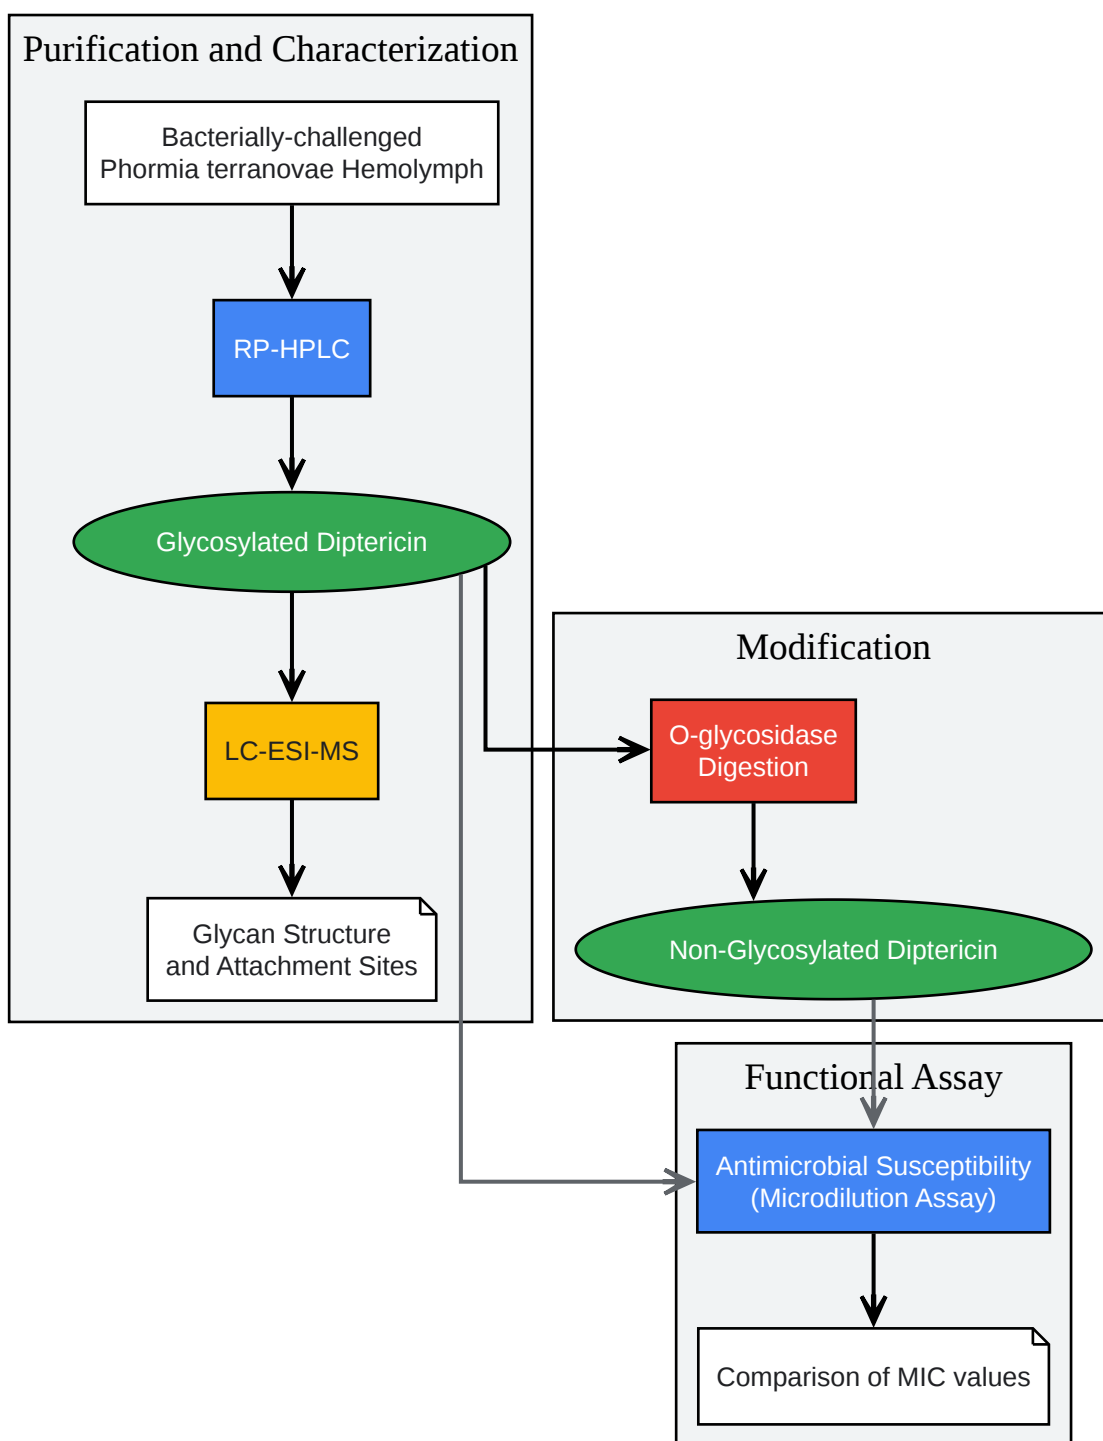 Purification and Characterization
Bacterially-challenged
Phormia terranovae Hemolymph
RP-HPLC
Glycosylated Diptericin
LC-ESI-MS
Glycan Structure
and Attachment Sites
Modification
O-glycosidase
Digestion
Non-Glycosylated Diptericin
Functional Assay
Antimicrobial Susceptibility
(Microdilution Assay)
Comparison of MIC values